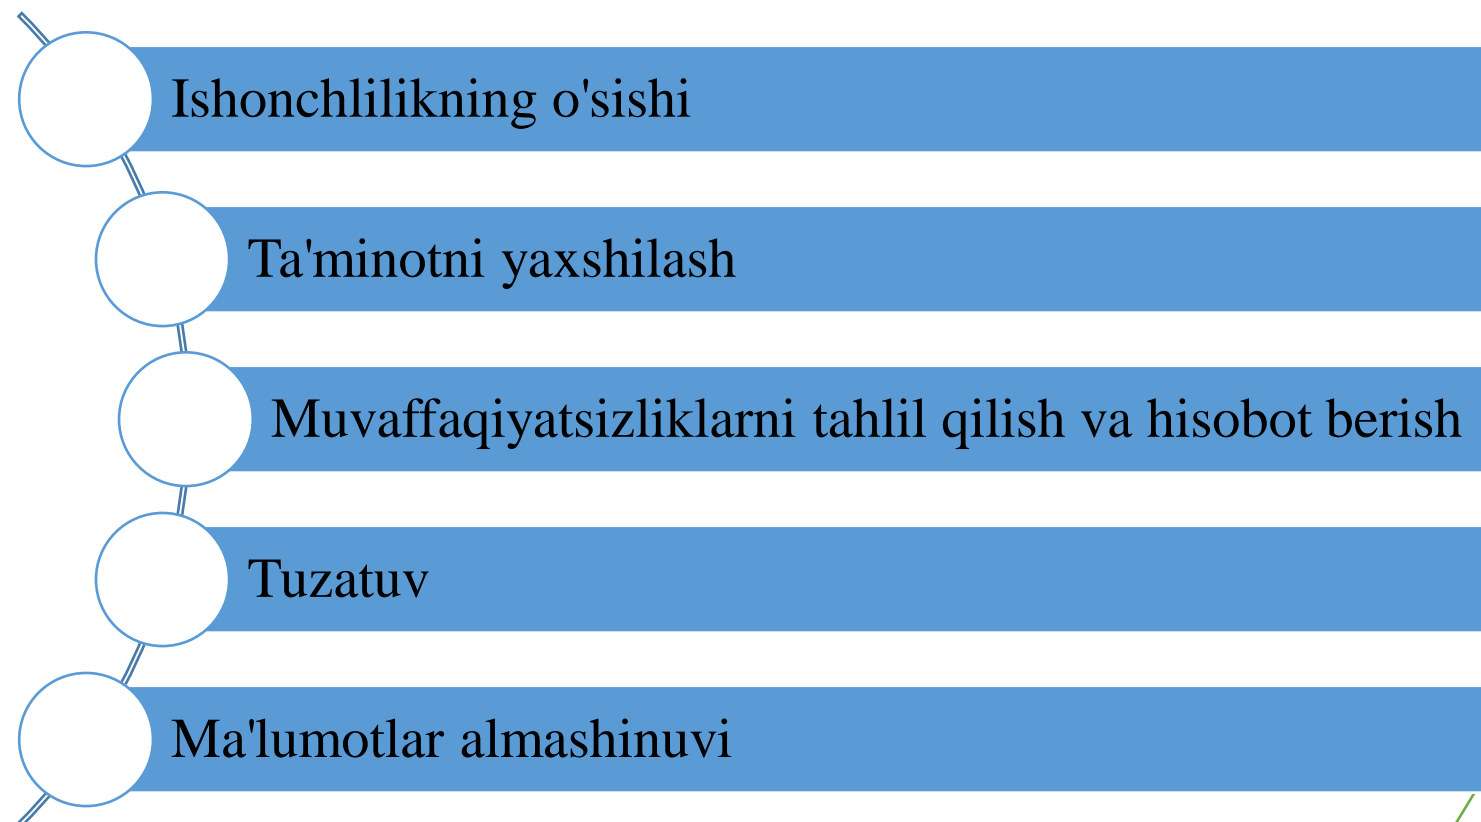 Ishonchlilikning o'sishi
Ta'minotni yaxshilash
Muvaffaqiyatsizliklarni tahlil qilish va hisobot berish
Tuzatuv
Ma'lumotlar almashinuvi